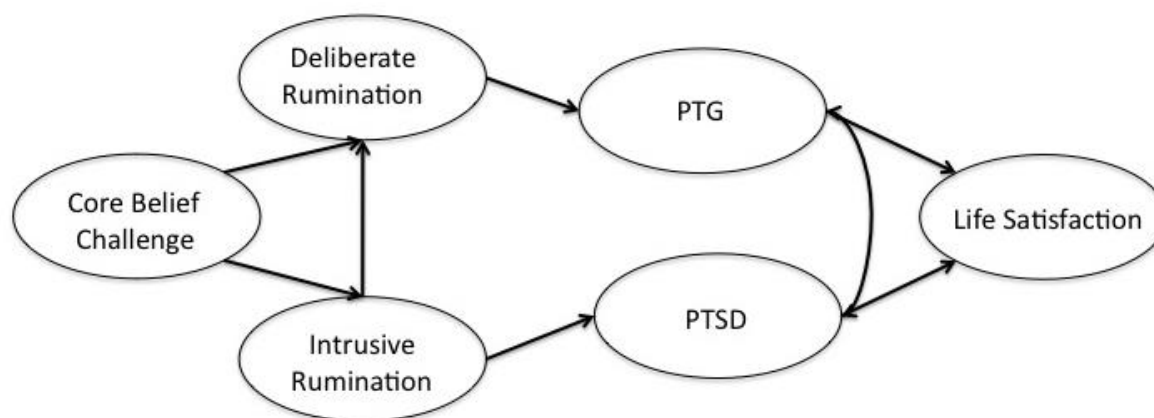 Deliberate
Rumination
PTG
Core Belief
Challenge
Life Satisfaction
PTSD
Intrusive
Rumination